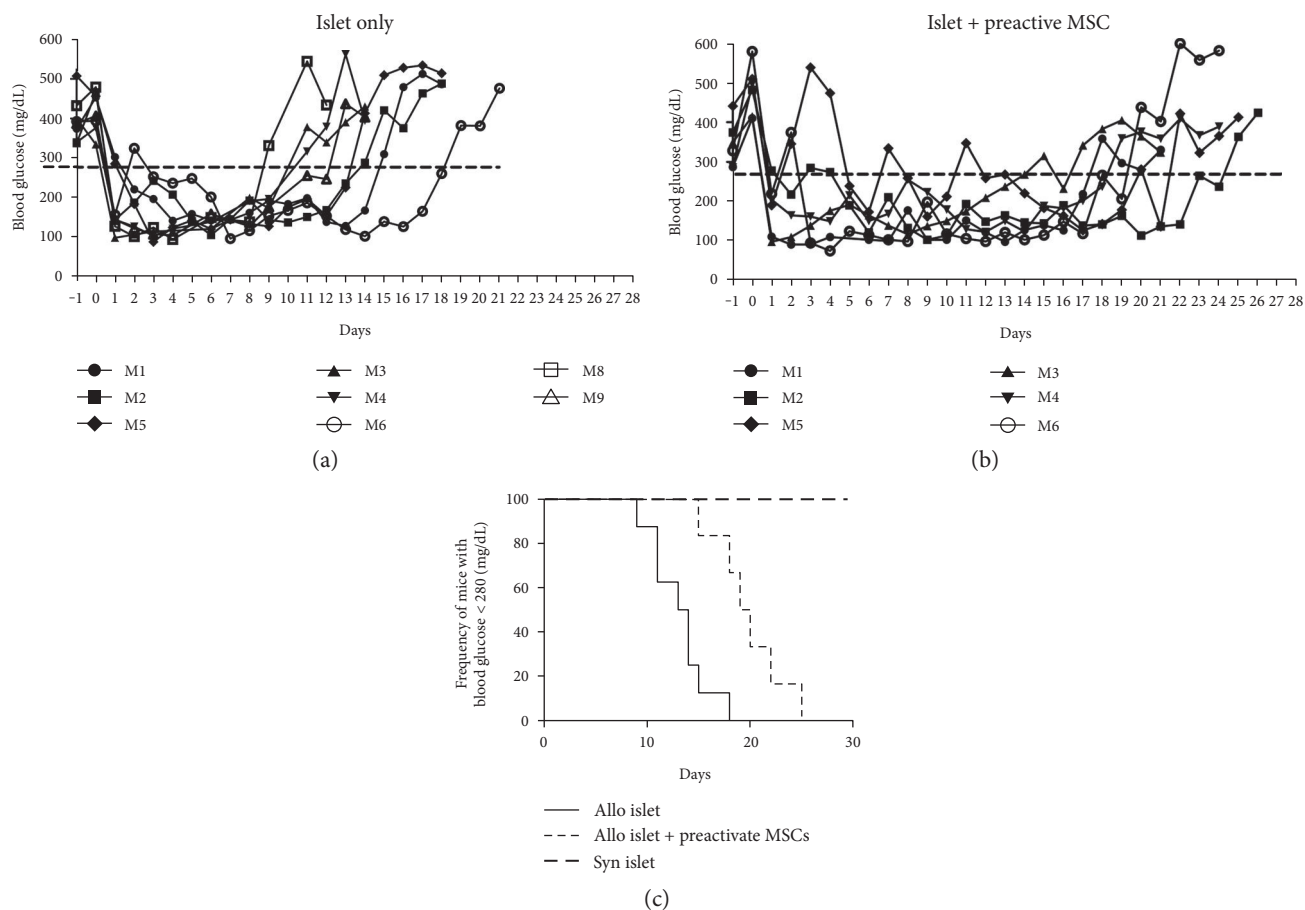 Islet only
600
500
400
300
200
100
0
Blood glucose (mg/dL)
−1 0 1 2 3 4 5 6 7 8 9 10 11 12 13 14 15 16 17 18 19 20 21 22 23 24 25 26 27 28
Days
M1 M3 M8
M2 M4 M9
M5 M6
(a)
Islet + preactive MSC
600
500
400
300
200
100
0
Blood glucose (mg/dL)
−1 0 1 2 3 4 5 6 7 8 9 10 11 12 13 14 15 16 17 18 19 20 21 22 23 24 25 26 27 28
Days
M1 M3
M2 M4
M5 M6
(b)
100
80
60
40
20
0
Frequency of mice with
blood glucose < 280 (mg/dL)
0 10 20 30
Days
Allo islet
Allo islet + preactivate MSCs
Syn islet
(c)